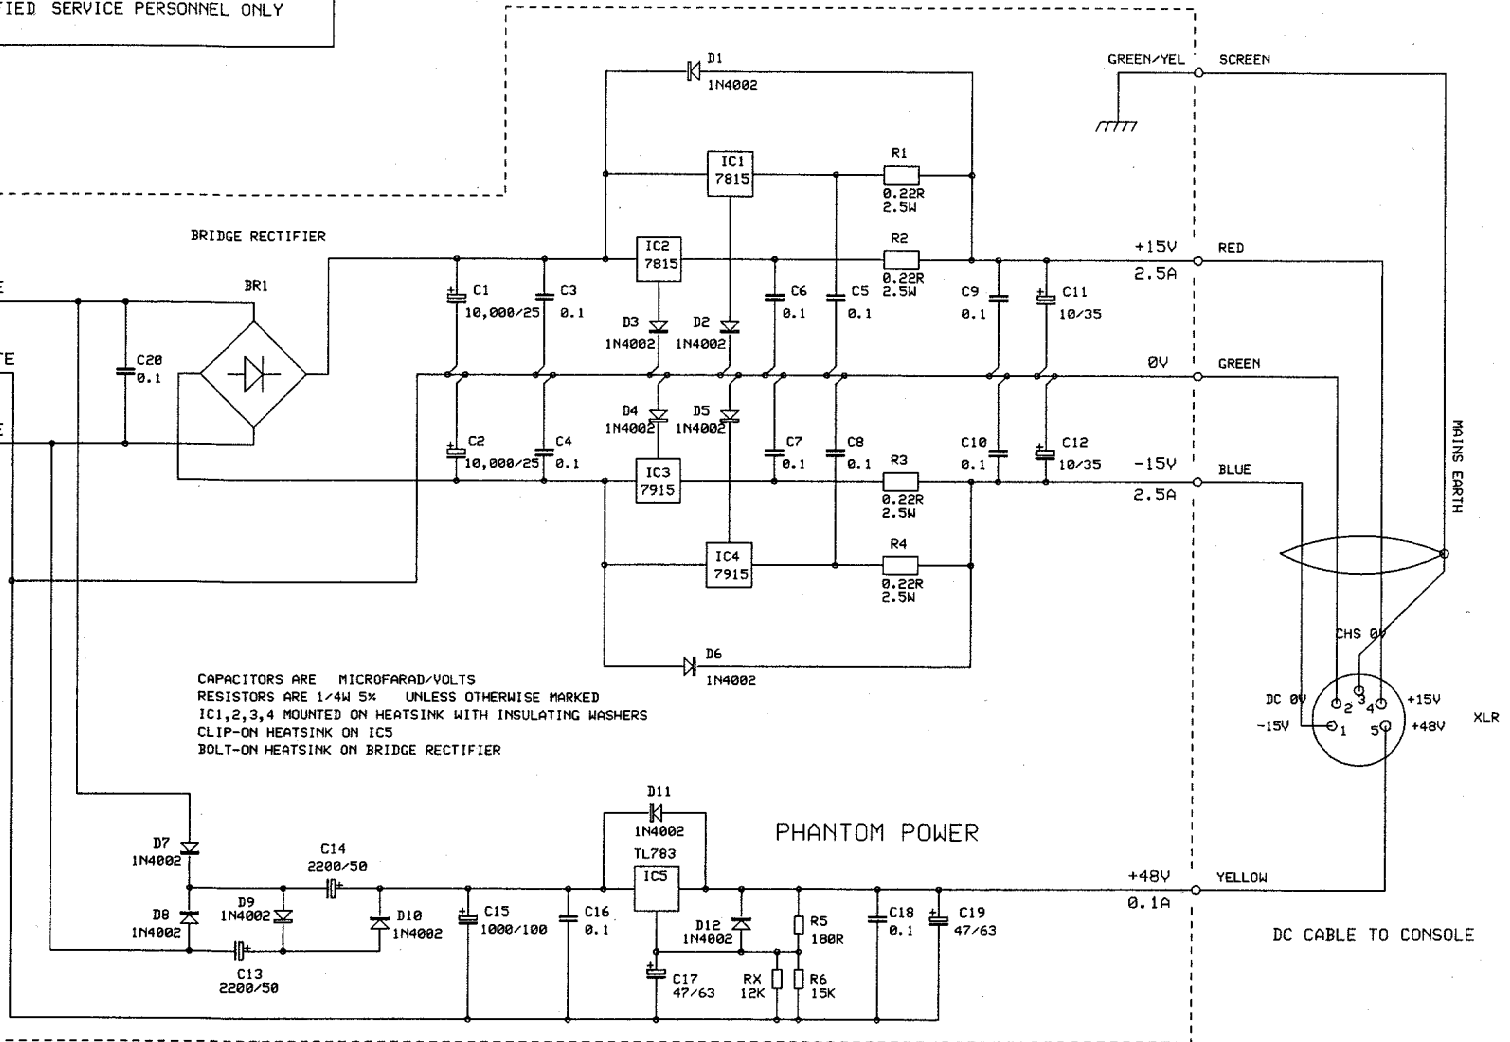 FIED SERVICE PERSONNEL ONLY
D1
1N4002
GREEN/YEL SCREEN
IC1
7815
R1
0.22R
2.5W
BRIDGE RECTIFIER
IC2
7815
R2
0.22R
2.5W
+15V RED
2.5A
E
BR1
C1
10,000/25
C3
0.1
D3
1N4002
D2
1N4002
C6
0.1
C5
0.1
C9
0.1
C11
10/35
TE
C20
0.1
0V GREEN
E
D4
1N4002
D5
1N4002
C2
10,000/25
C4
0.1
C7
0.1
C8
0.1
C10
0.1
C12
10/35
IC3
7915
R3
0.22R
2.5W
-15V BLUE
2.5A
MAINS EARTH
IC4
7915
R4
0.22R
2.5W
D6
1N4002
CHS 0V
CAPACITORS ARE MICROFARAD/VOLTS
RESISTORS ARE 1/4W 5% UNLESS OTHERWISE MARKED
IC1,2,3,4 MOUNTED ON HEATSINK WITH INSULATING WASHERS
CLIP-ON HEATSINK ON IC5
BOLT-ON HEATSINK ON BRIDGE RECTIFIER
DC 0V 2 3 4 +15V
-15V 1 5 +48V
XLR
D11
1N4002
PHANTOM POWER
D7
1N4002
C14
2200/50
TL783
IC5
+48V YELLOW
0.1A
D8
1N4002
D9
1N4002
D10
1N4002
C15
1000/100
C16
0.1
D12
1N4002
R5
180R
C18
0.1
C19
47/63
DC CABLE TO CONSOLE
C13
2200/50
C17
47/63
RX
12K
R6
15K